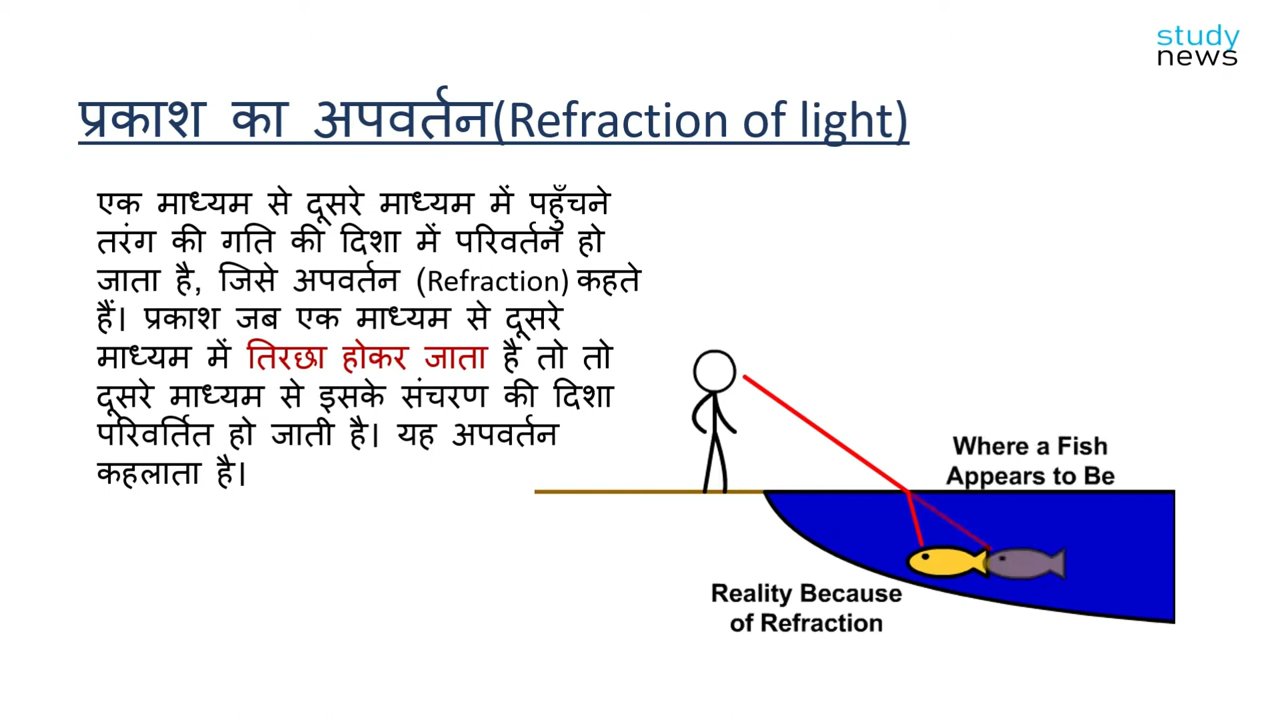 study
news
प्रकाश का अपवर्तन(Refraction of light)
एक माध्यम से दूसरे माध्यम में पहुँचने
तरंग की गति की दिशा में परिवर्तन हो
जाता है, जिसे अपवर्तन (Refraction) कहते
हैं। प्रकाश जब एक माध्यम से दूसरे
माध्यम में तिरछा होकर जाता है तो तो
दूसरे माध्यम से इसके संचरण की दिशा
परिवर्तित हो जाती है। यह अपवर्तन
कहलाता है।
Where a Fish
Appears to Be
Reality Because
of Refraction